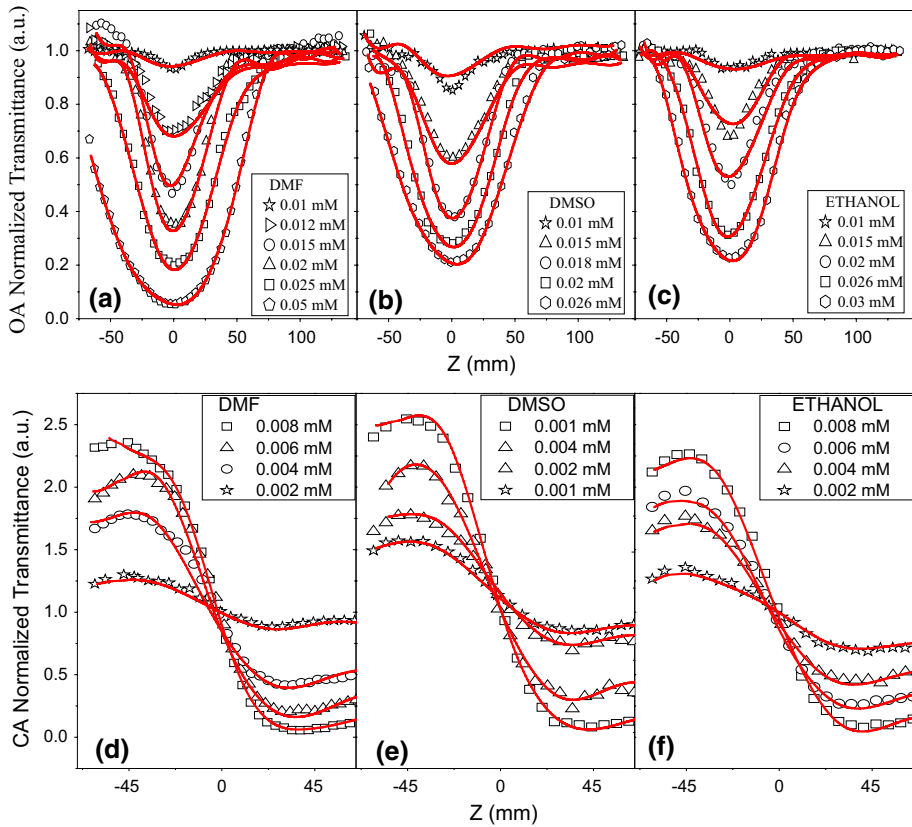 OA Normalized Transmittance (a.u.)
1.0
0.8
0.6
0.4
0.2
0.0
(a)
DMF
0.01 mM
0.012 mM
0.015 mM
0.02 mM
0.025 mM
0.05 mM
(b)
DMSO
0.01 mM
0.015 mM
0.018 mM
0.02 mM
0.026 mM
(c)
ETHANOL
0.01 mM
0.015 mM
0.02 mM
0.026 mM
0.03 mM
-50 0 50 100
-50 0 50 100
-50 0 50 100
Z (mm)
CA Normalized Transmittance (a.u.)
2.5
2.0
1.5
1.0
0.5
0.0
DMF
0.008 mM
0.006 mM
0.004 mM
0.002 mM
(d)
DMSO
0.001 mM
0.004 mM
0.002 mM
0.001 mM
(e)
ETHANOL
0.008 mM
0.006 mM
0.004 mM
0.002 mM
(f)
-45 0 45
-45 0 45
-45 0 45
Z (mm)